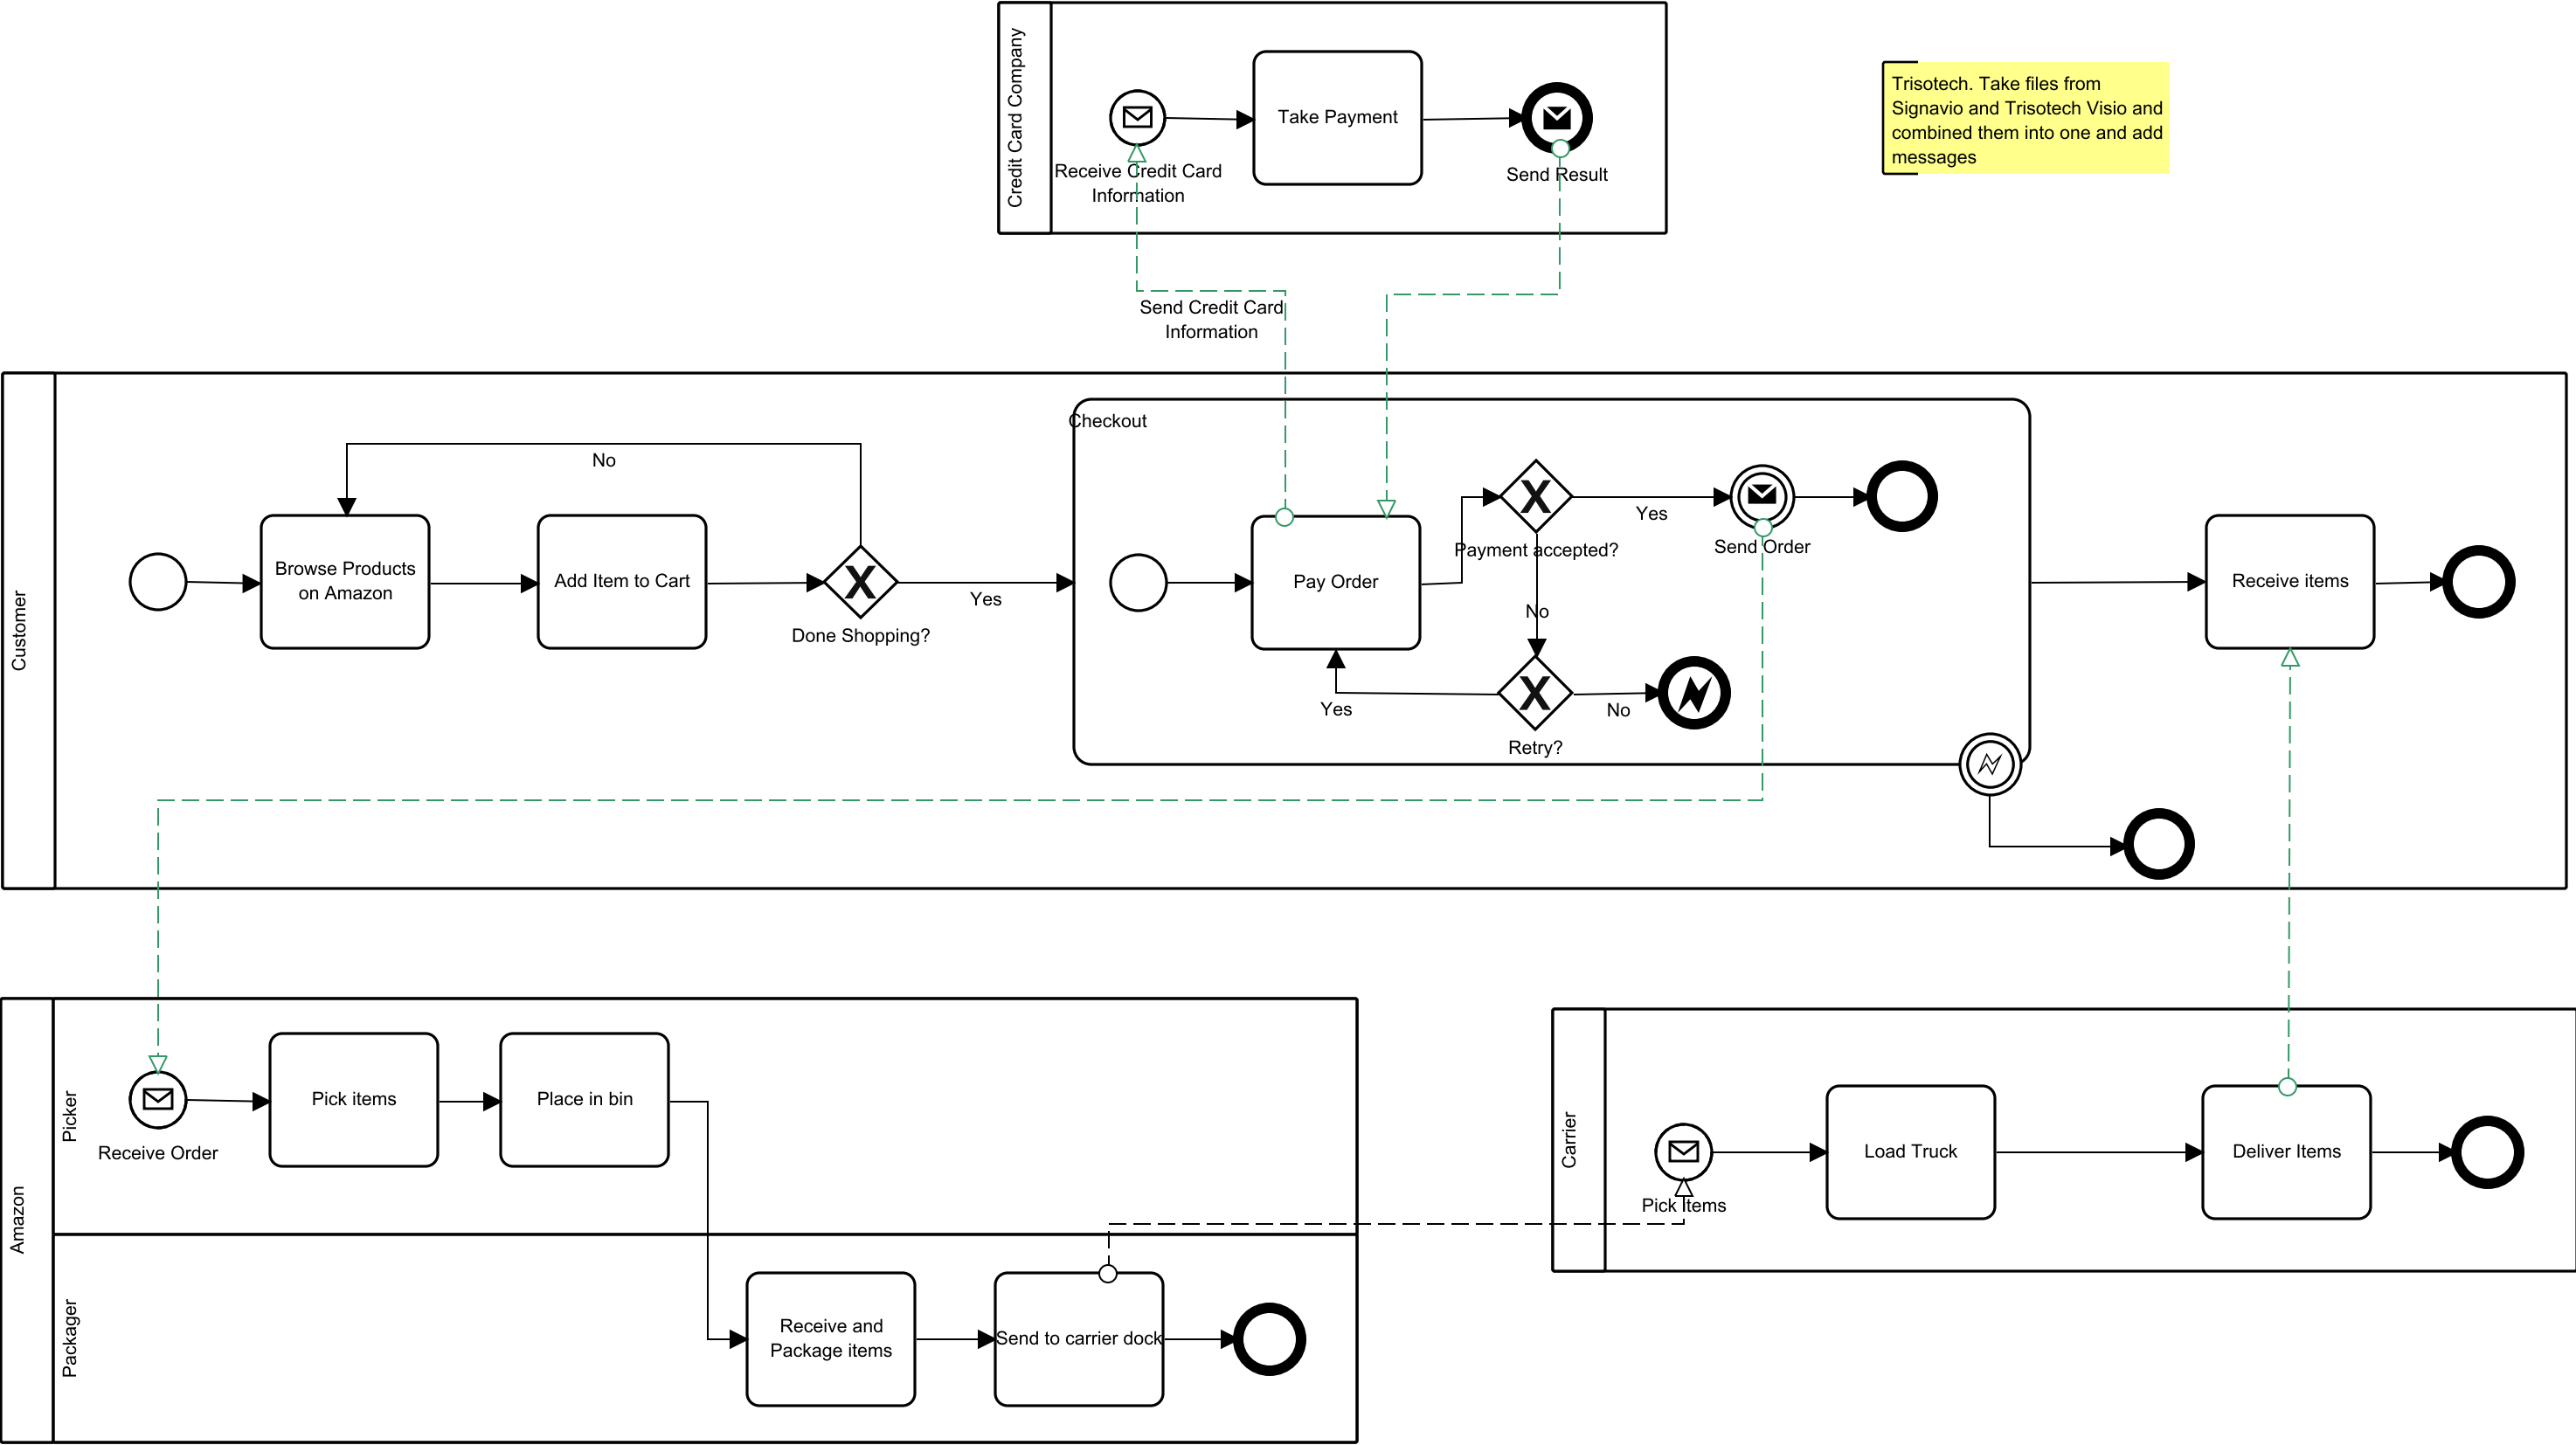 Credit Card Company
Take Payment
Receive Credit Card
Information
Send Result
Trisotech. Take files from
Signavio and Trisotech Visio and
combined them into one and add
messages
Send Credit Card
Information
Customer
Checkout
No
Browse Products
on Amazon
Add Item to Cart
Done Shopping?
Yes
Pay Order
Payment accepted?
Yes
Send Order
No
Yes
Retry?
No
Receive items
Amazon
Picker
Receive Order
Pick items
Place in bin
Packager
Receive and
Package items
Send to carrier dock
Carrier
Pick Items
Load Truck
Deliver Items